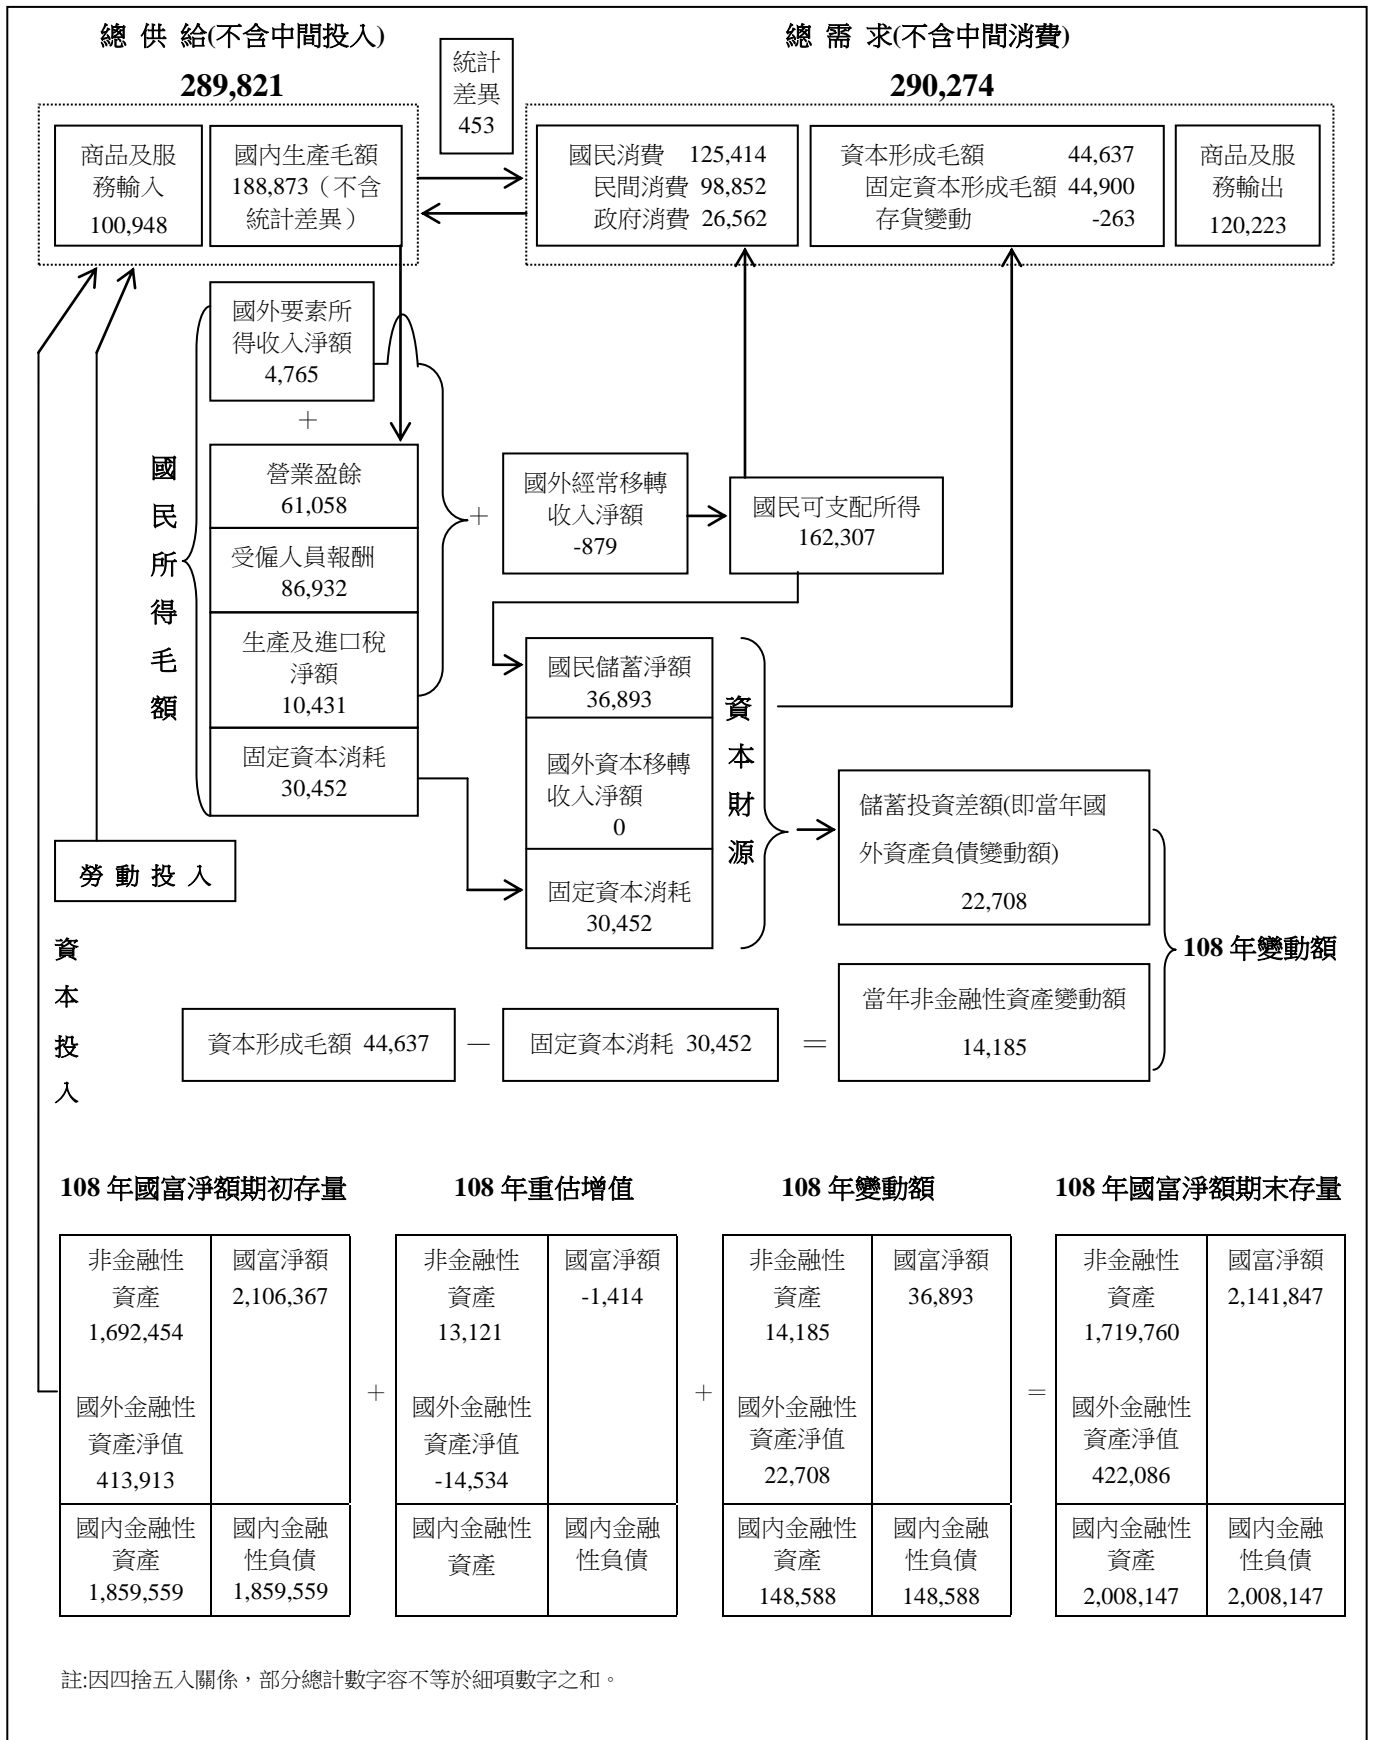 總 供 給(不含中間投入)
289,821
統計
差異
453
總 需 求(不含中間消費)
290,274
商品及服
務輸入
100,948
國內生產毛額
188,873（不含
統計差異）
國民消費 125,414
民間消費 98,852
政府消費 26,562
資本形成毛額 44,637
固定資本形成毛額 44,900
存貨變動 -263
商品及服
務輸出
120,223
國外要素所
得收入淨額
4,765
＋
國
民
所
得
毛
額
營業盈餘
61,058
受僱人員報酬
86,932
生產及進口稅
淨額
10,431
固定資本消耗
30,452
＋
國外經常移轉
收入淨額
-879
國民可支配所得
162,307
國民儲蓄淨額
36,893
國外資本移轉
收入淨額
0
固定資本消耗
30,452
資
本
財
源
儲蓄投資差額(即當年國
外資產負債變動額)
22,708
勞 動 投 入
資
本
投
入
108 年變動額
資本形成毛額 44,637
－
固定資本消耗 30,452
＝
當年非金融性資產變動額
14,185
108 年國富淨額期初存量
非金融性
資產
1,692,454
國富淨額
2,106,367
國外金融性
資產淨值
413,913
國內金融性
資產
1,859,559
國內金融
性負債
1,859,559
＋
108 年重估增值
非金融性
資產
13,121
國富淨額
-1,414
國外金融性
資產淨值
-14,534
國內金融性
資產
國內金融
性負債
＋
108 年變動額
非金融性
資產
14,185
國富淨額
36,893
國外金融性
資產淨值
22,708
國內金融性
資產
148,588
國內金融
性負債
148,588
＝
108 年國富淨額期末存量
非金融性
資產
1,719,760
國富淨額
2,141,847
國外金融性
資產淨值
422,086
國內金融性
資產
2,008,147
國內金融
性負債
2,008,147
註:因四捨五入關係，部分總計數字容不等於細項數字之和。